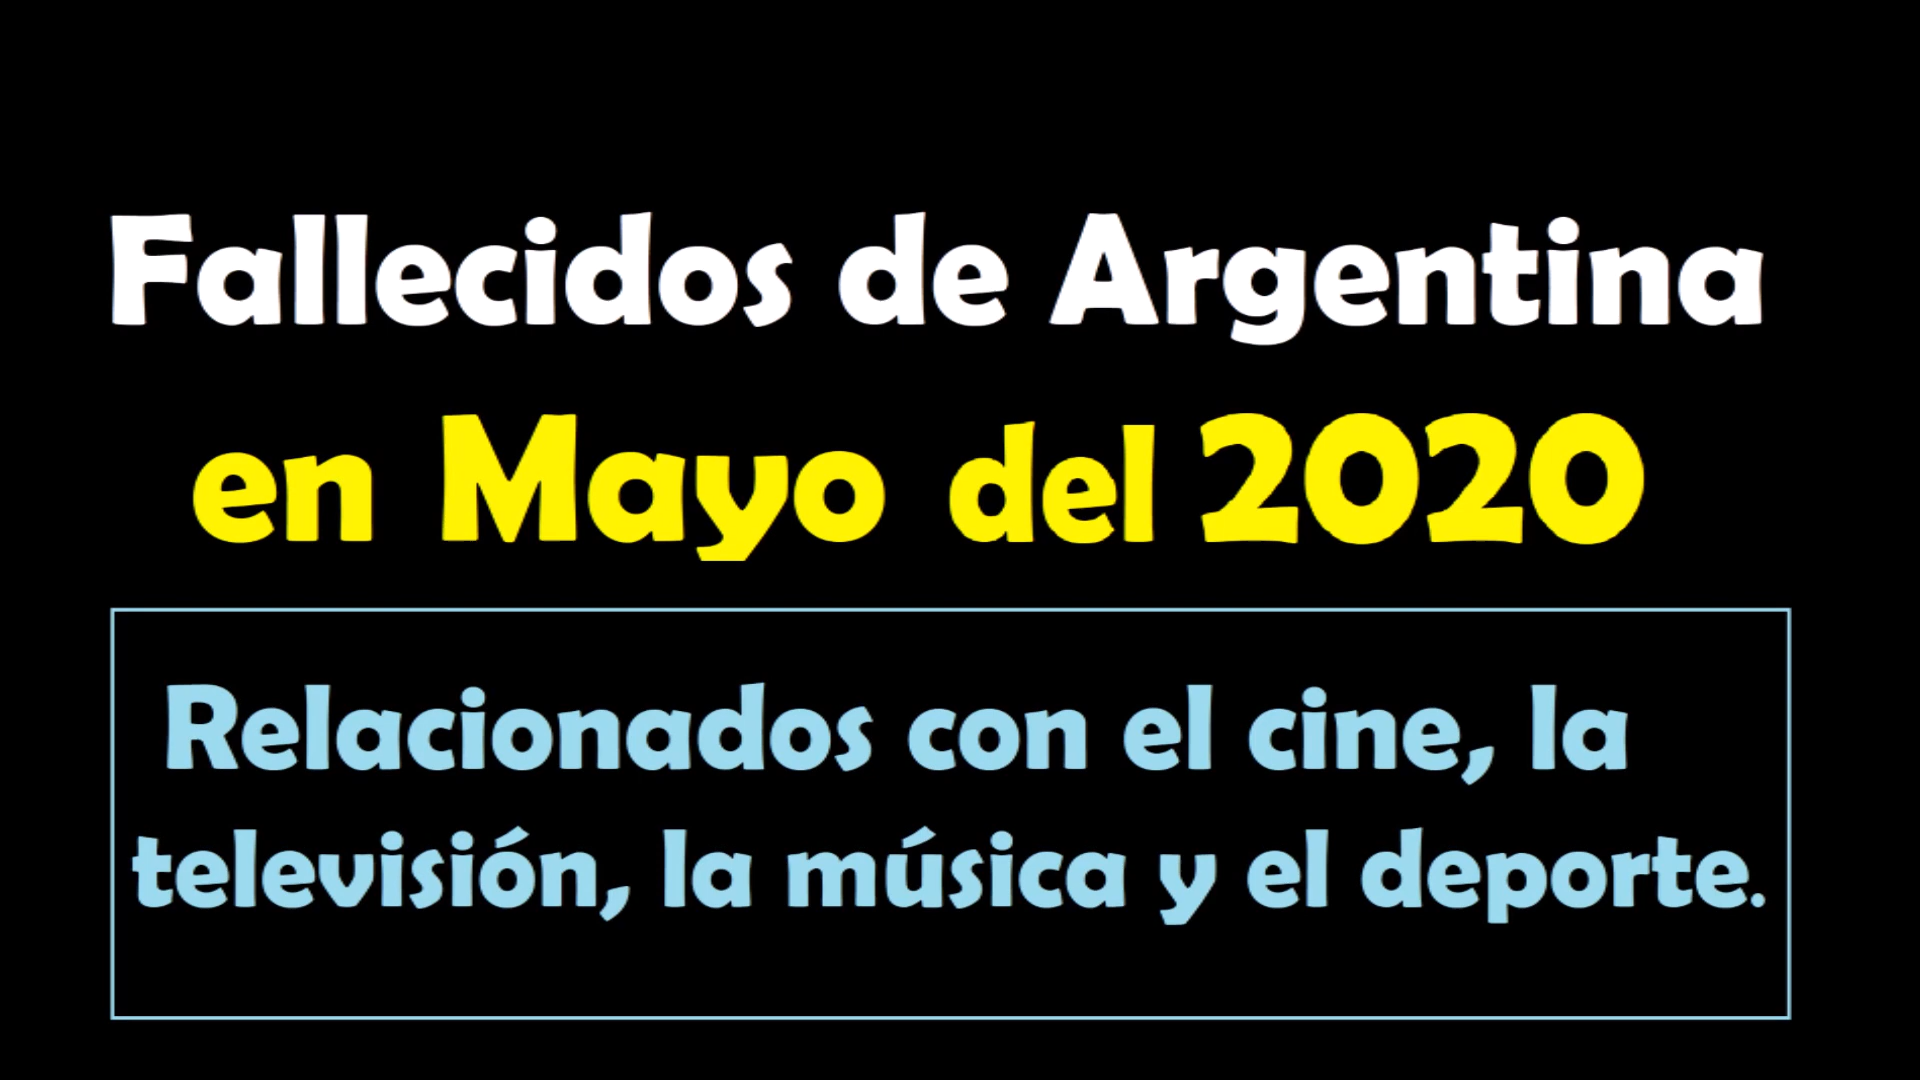 Fallecidos de Argentina
en Mayo del 2020
Relacionados con el cine, la
televisión, la música y el deporte.